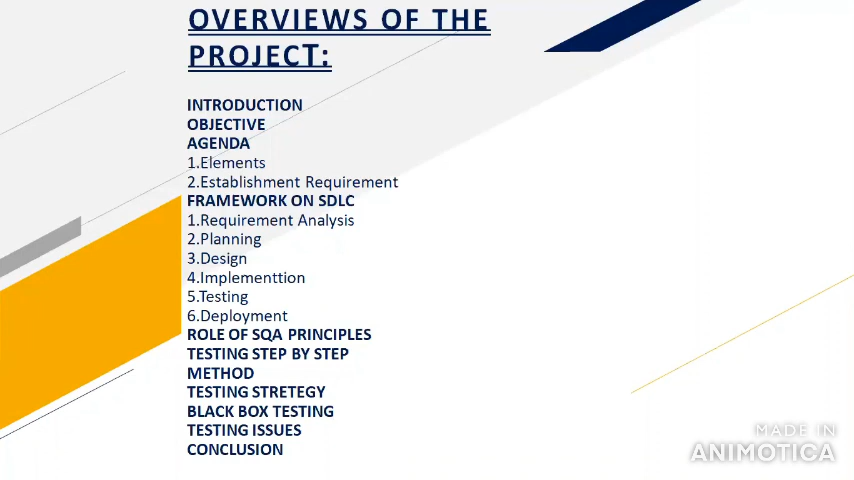 OVERVIEWS OF THE
PROJECT:
INTRODUCTION
OBJECTIVE
AGENDA
1.Elements
2.Establishment Requirement
FRAMEWORK ON SDLC
1.Requirement Analysis
2.Planning
3.Design
4.Implementtion
5.Testing
6.Deployment
ROLE OF SQA PRINCIPLES
TESTING STEP BY STEP
METHOD
TESTING STRETEGY
BLACK BOX TESTING
TESTING ISSUES
CONCLUSION
MADE IN
ANIMOTICA